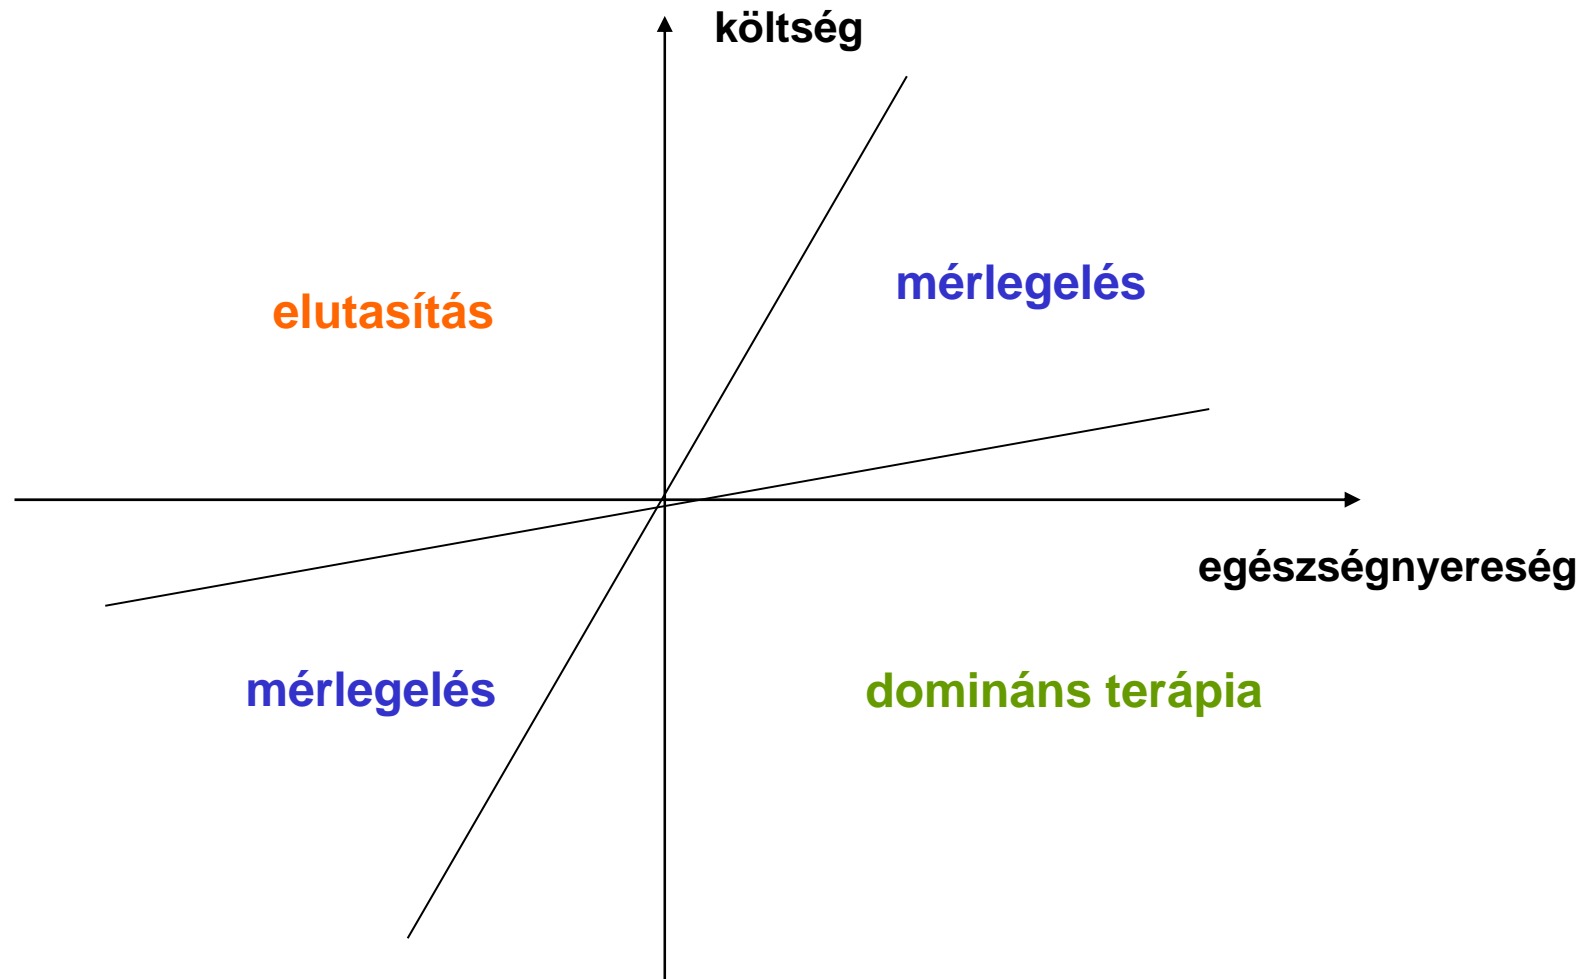 költség
mérlegelés
elutasítás
egészségnyereség
mérlegelés
domináns terápia